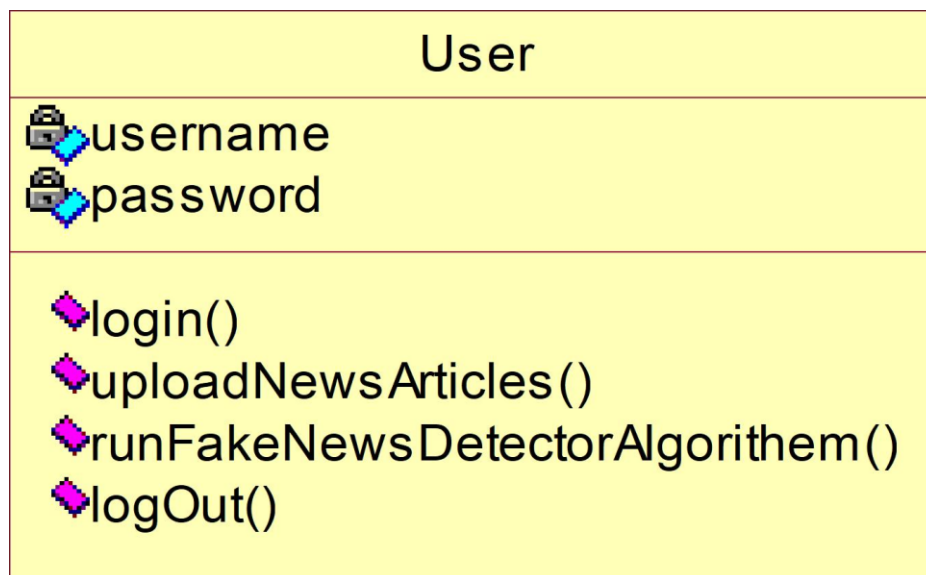 User
username
password
login()
uploadNewsArticles()
runFakeNewsDetectorAlgorithem()
logOut()